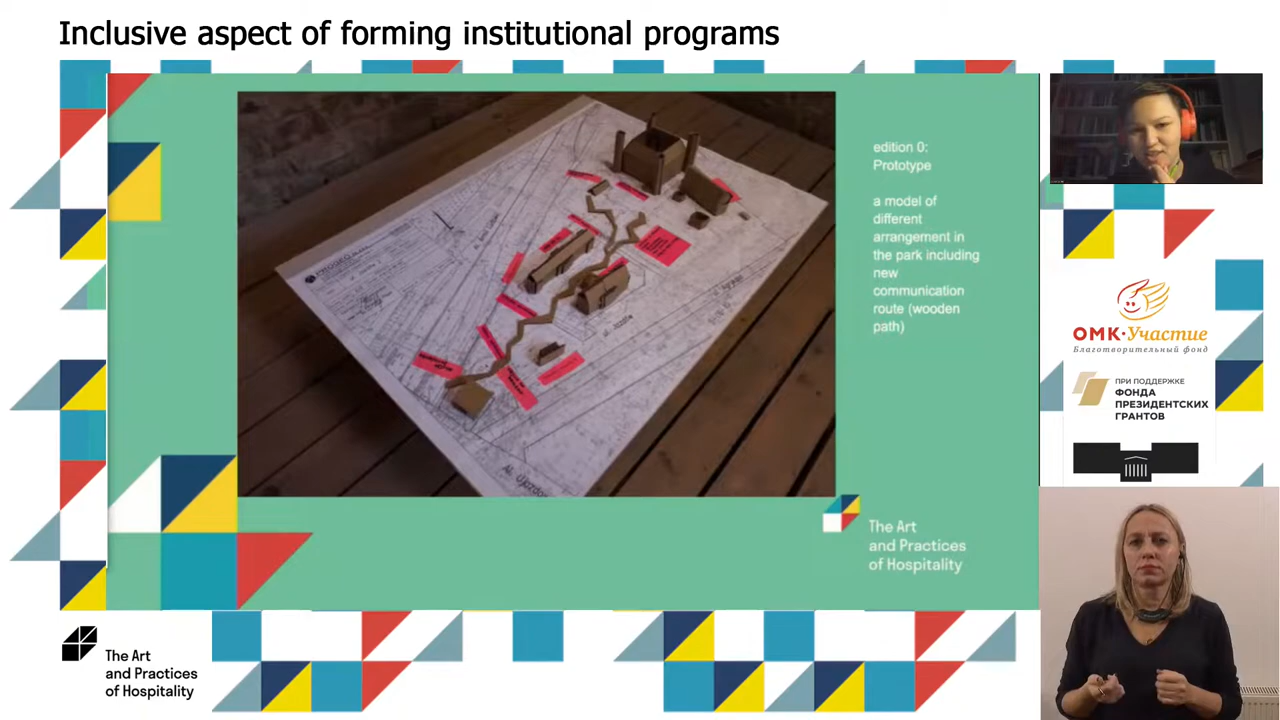 Inclusive aspect of forming institutional programs
edition 0:
Prototype
a model of
different
arrangement in
the park including
new
communication
route (wooden
path)
The Art
and Practices
of Hospitality
ОМК•Участие
Благотворительный фонд
ПРИ ПОДДЕРЖКЕ
ФОНДА
ПРЕЗИДЕНТСКИХ
ГРАНТОВ
The Art
and Practices
of Hospitality